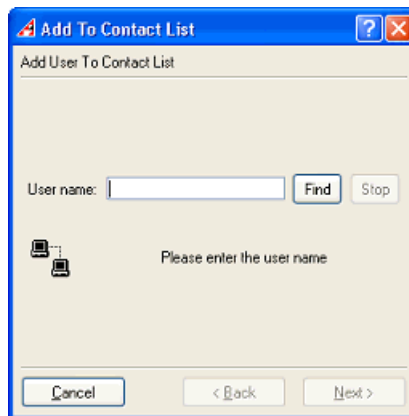 Add To Contact List ?
Add User To Contact List
User name: Find Stop
Please enter the user name
Cancel < Back Next >